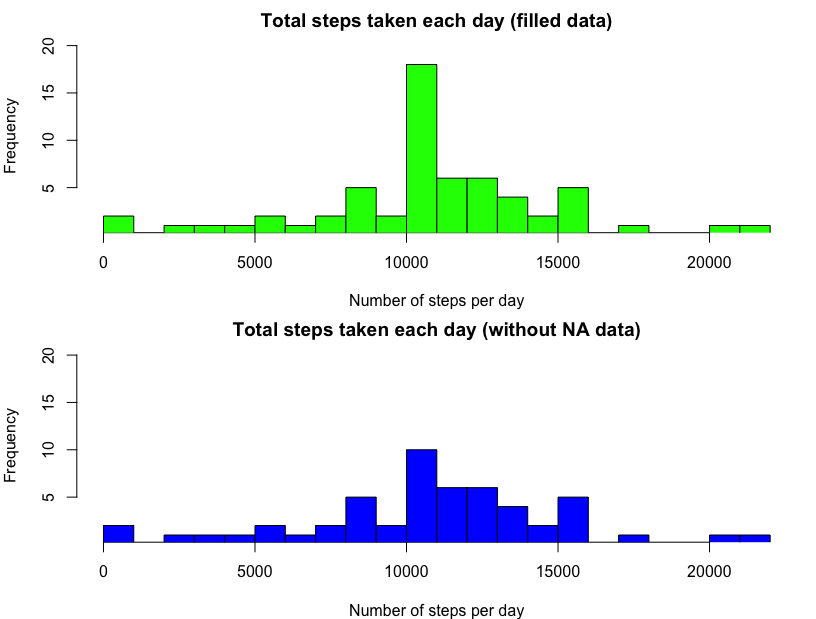 Total steps taken each day (filled data)
Frequency
20
15
10
5
0 5000 10000 15000 20000
Number of steps per day
Total steps taken each day (without NA data)
Frequency
20
15
10
5
0 5000 10000 15000 20000
Number of steps per day